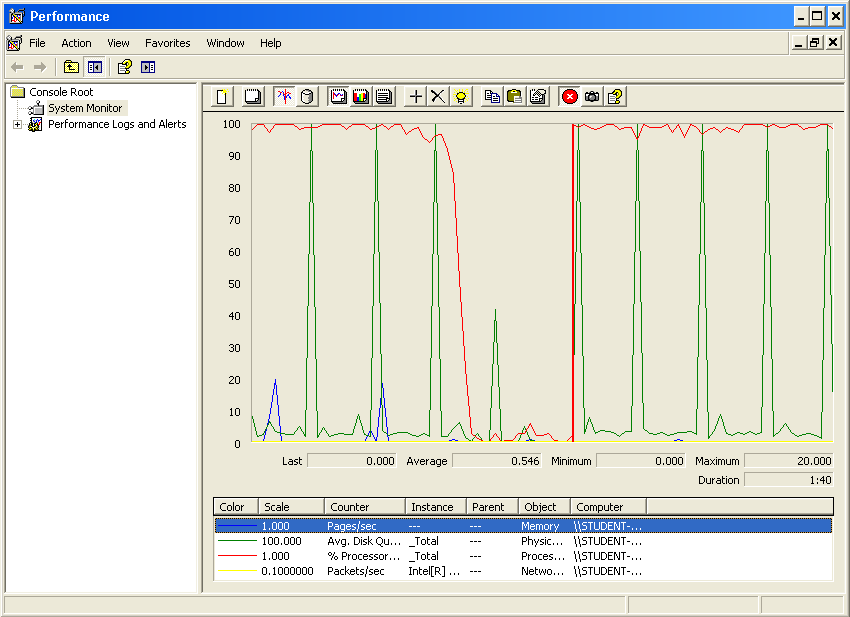 Performance
File Action View Favorites Window Help
Console Root
System Monitor
Performance Logs and Alerts
100
90
80
70
60
50
40
30
20
10
0
Last 0.000 Average 0.546 Minimum 0.000 Maximum 20.000
Duration 1:40
Color Scale Counter Instance Parent Object Computer
1.000 Pages/sec --- --- Memory \\STUDENT-...
100.000 Avg. Disk Qu... _Total --- Physic... \\STUDENT-...
1.000 % Processor... _Total --- Proces... \\STUDENT-...
0.1000000 Packets/sec Intel[R] ... --- Netwo... \\STUDENT-...